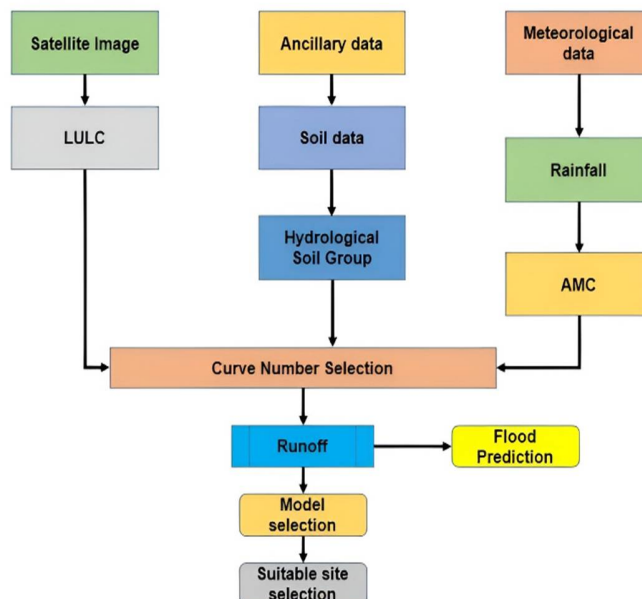 Satellite Image
Ancillary data
Meteorological
data
LULC
Soil data
Rainfall
Hydrological
Soil Group
AMC
Curve Number Selection
Runoff
Flood
Prediction
Model
selection
Suitable site
selection